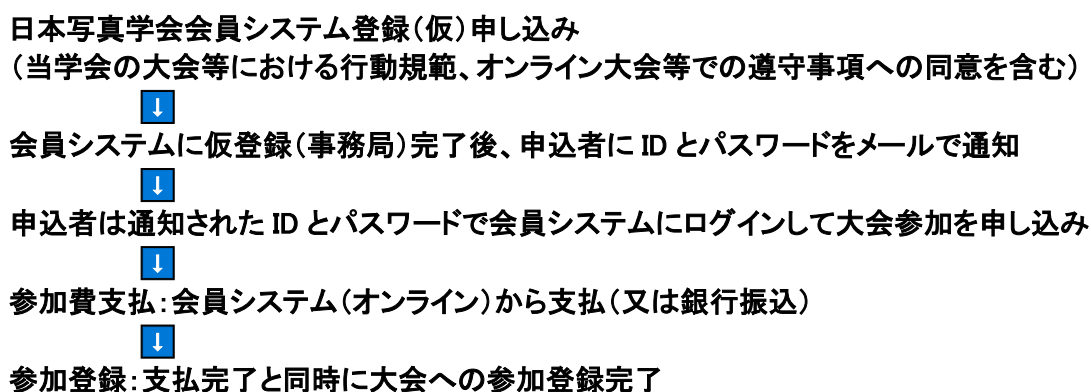 日本写真学会会員システム登録(仮)申し込み
(当学会の大会等における行動規範、オンライン大会等での遵守事項への同意を含む)
↓
会員システムに仮登録(事務局)完了後、申込者に ID とパスワードをメールで通知
↓
申込者は通知された ID とパスワードで会員システムにログインして大会参加を申し込み
↓
参加費支払:会員システム(オンライン)から支払(又は銀行振込)
↓
参加登録:支払完了と同時に大会への参加登録完了